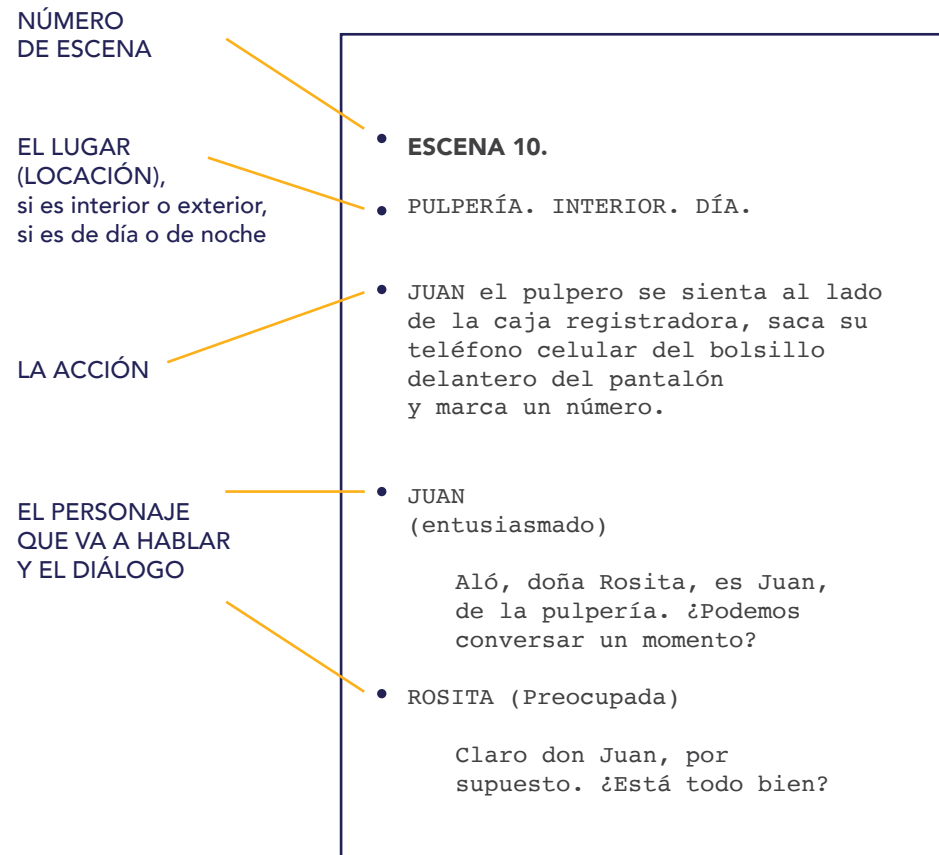 NÚMERO
DE ESCENA
ESCENA 10.
EL LUGAR
(LOCACIÓN),
si es interior o exterior,
si es de día o de noche
PULPERÍA. INTERIOR. DÍA.
LA ACCIÓN
JUAN el pulpero se sienta al lado
de la caja registradora, saca su
teléfono celular del bolsillo
delantero del pantalón
y marca un número.
EL PERSONAJE
QUE VA A HABLAR
Y EL DIÁLOGO
JUAN
(entusiasmado)
Aló, doña Rosita, es Juan,
de la pulpería. ¿Podemos
conversar un momento?
ROSITA (Preocupada)
Claro don Juan, por
supuesto. ¿Está todo bien?